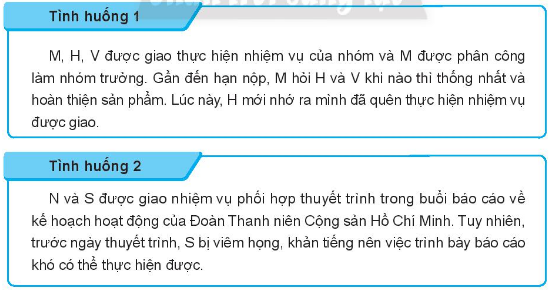 Tình huống 1
M, H, V được giao thực hiện nhiệm vụ của nhóm và M được phân công
làm nhóm trưởng. Gần đến hạn nộp, M hỏi H và V khi nào thì thống nhất và
hoàn thiện sản phẩm. Lúc này, H mới nhớ ra mình đã quên thực hiện nhiệm vụ
được giao.
Tình huống 2
N và S được giao nhiệm vụ phối hợp thuyết trình trong buổi báo cáo về
kế hoạch hoạt động của Đoàn Thanh niên Cộng sản Hồ Chí Minh. Tuy nhiên,
trước ngày thuyết trình, S bị viêm họng, khản tiếng nên việc trình bày báo cáo
khó có thể thực hiện được.